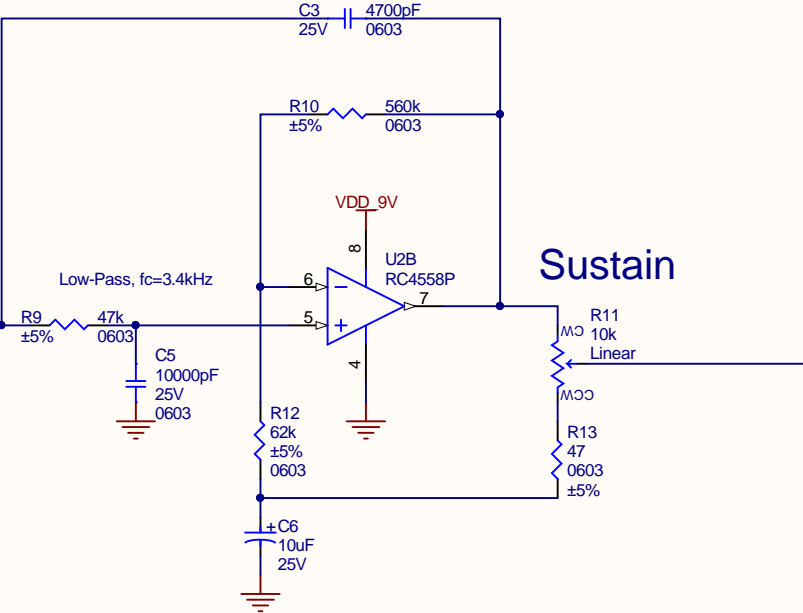 C3 4700pF
25V 0603
R10 560k
±5% 0603
VDD_9V
8
U2B
RC4558P
Sustain
Low-Pass, fc=3.4kHz
6
7
R9 47k
±5% 0603
5
R11
10k
Linear
CW
CCW
C5
10000pF
25V
0603
4
R12
62k
±5%
0603
R13
47
0603
±5%
+
C6
10uF
25V